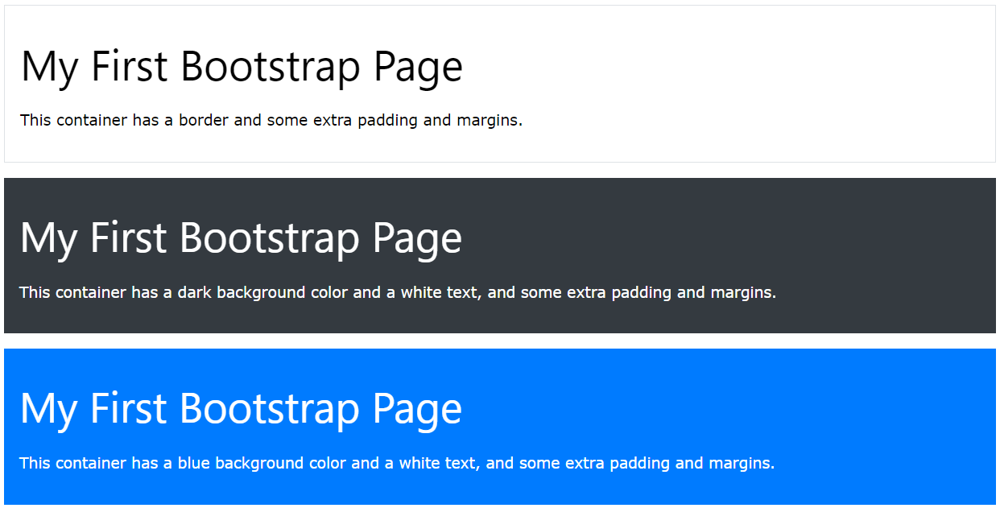 My First Bootstrap Page
This container has a border and some extra padding and margins.
My First Bootstrap Page
This container has a dark background color and a white text, and some extra padding and margins.
My First Bootstrap Page
This container has a blue background color and a white text, and some extra padding and margins.